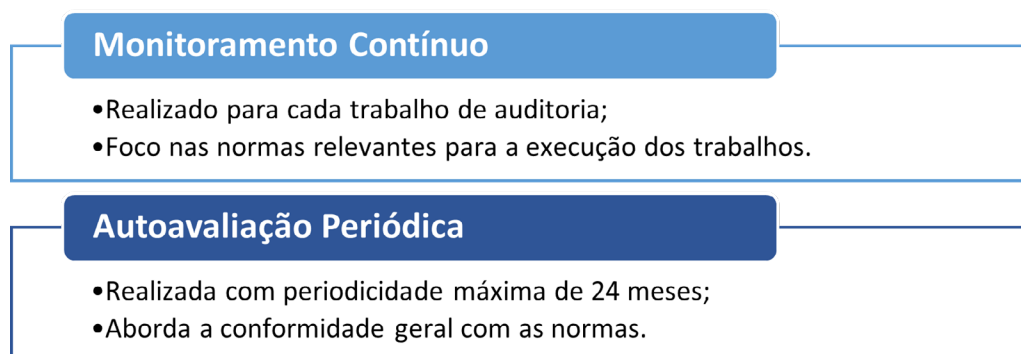 Monitoramento Contínuo
•Realizado para cada trabalho de auditoria;
•Foco nas normas relevantes para a execução dos trabalhos.
Autoavaliação Periódica
•Realizada com periodicidade máxima de 24 meses;
•Aborda a conformidade geral com as normas.